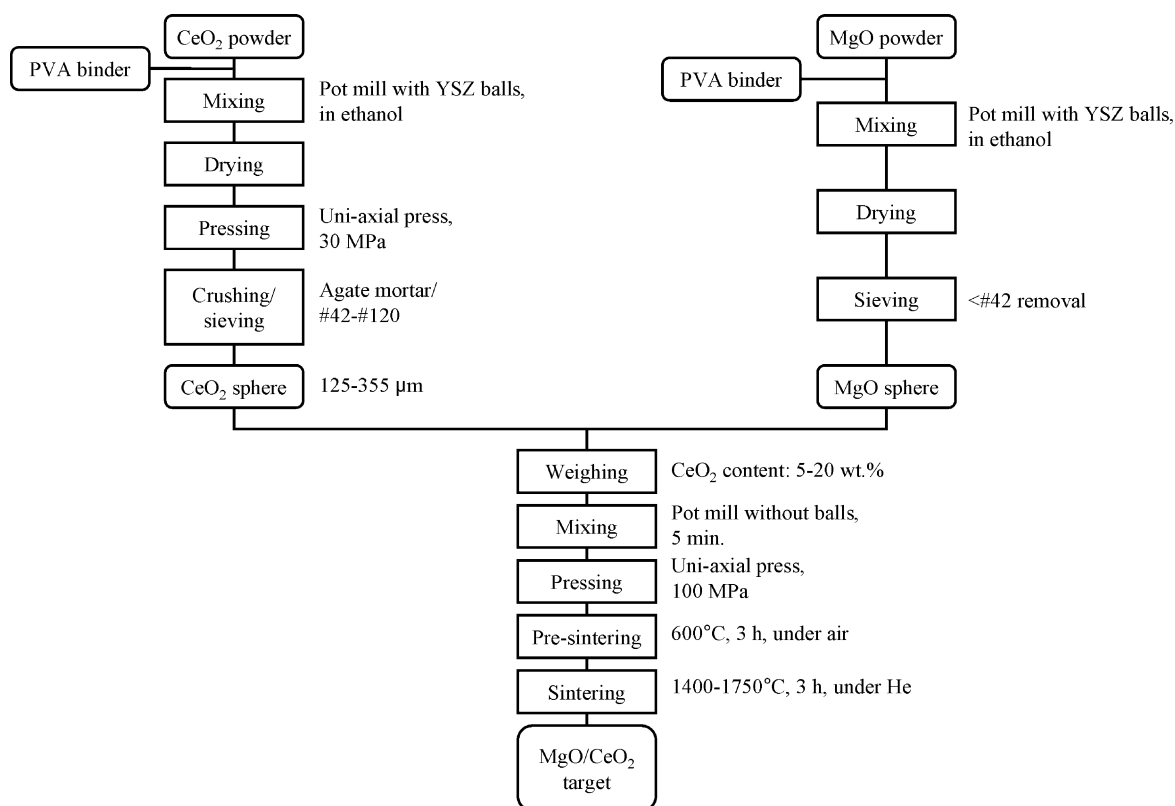 CeO₂ powder
PVA binder
Mixing
Pot mill with YSZ balls,
in ethanol
Drying
Pressing
Uni-axial press,
30 MPa
Crushing/
sieving
Agate mortar/
#42-#120
CeO₂ sphere
125-355 μm
MgO powder
PVA binder
Mixing
Pot mill with YSZ balls,
in ethanol
Drying
Sieving
<#42 removal
MgO sphere
Weighing
CeO₂ content: 5-20 wt.%
Mixing
Pot mill without balls,
5 min.
Pressing
Uni-axial press,
100 MPa
Pre-sintering
600°C, 3 h, under air
Sintering
1400-1750°C, 3 h, under He
MgO/CeO₂
target